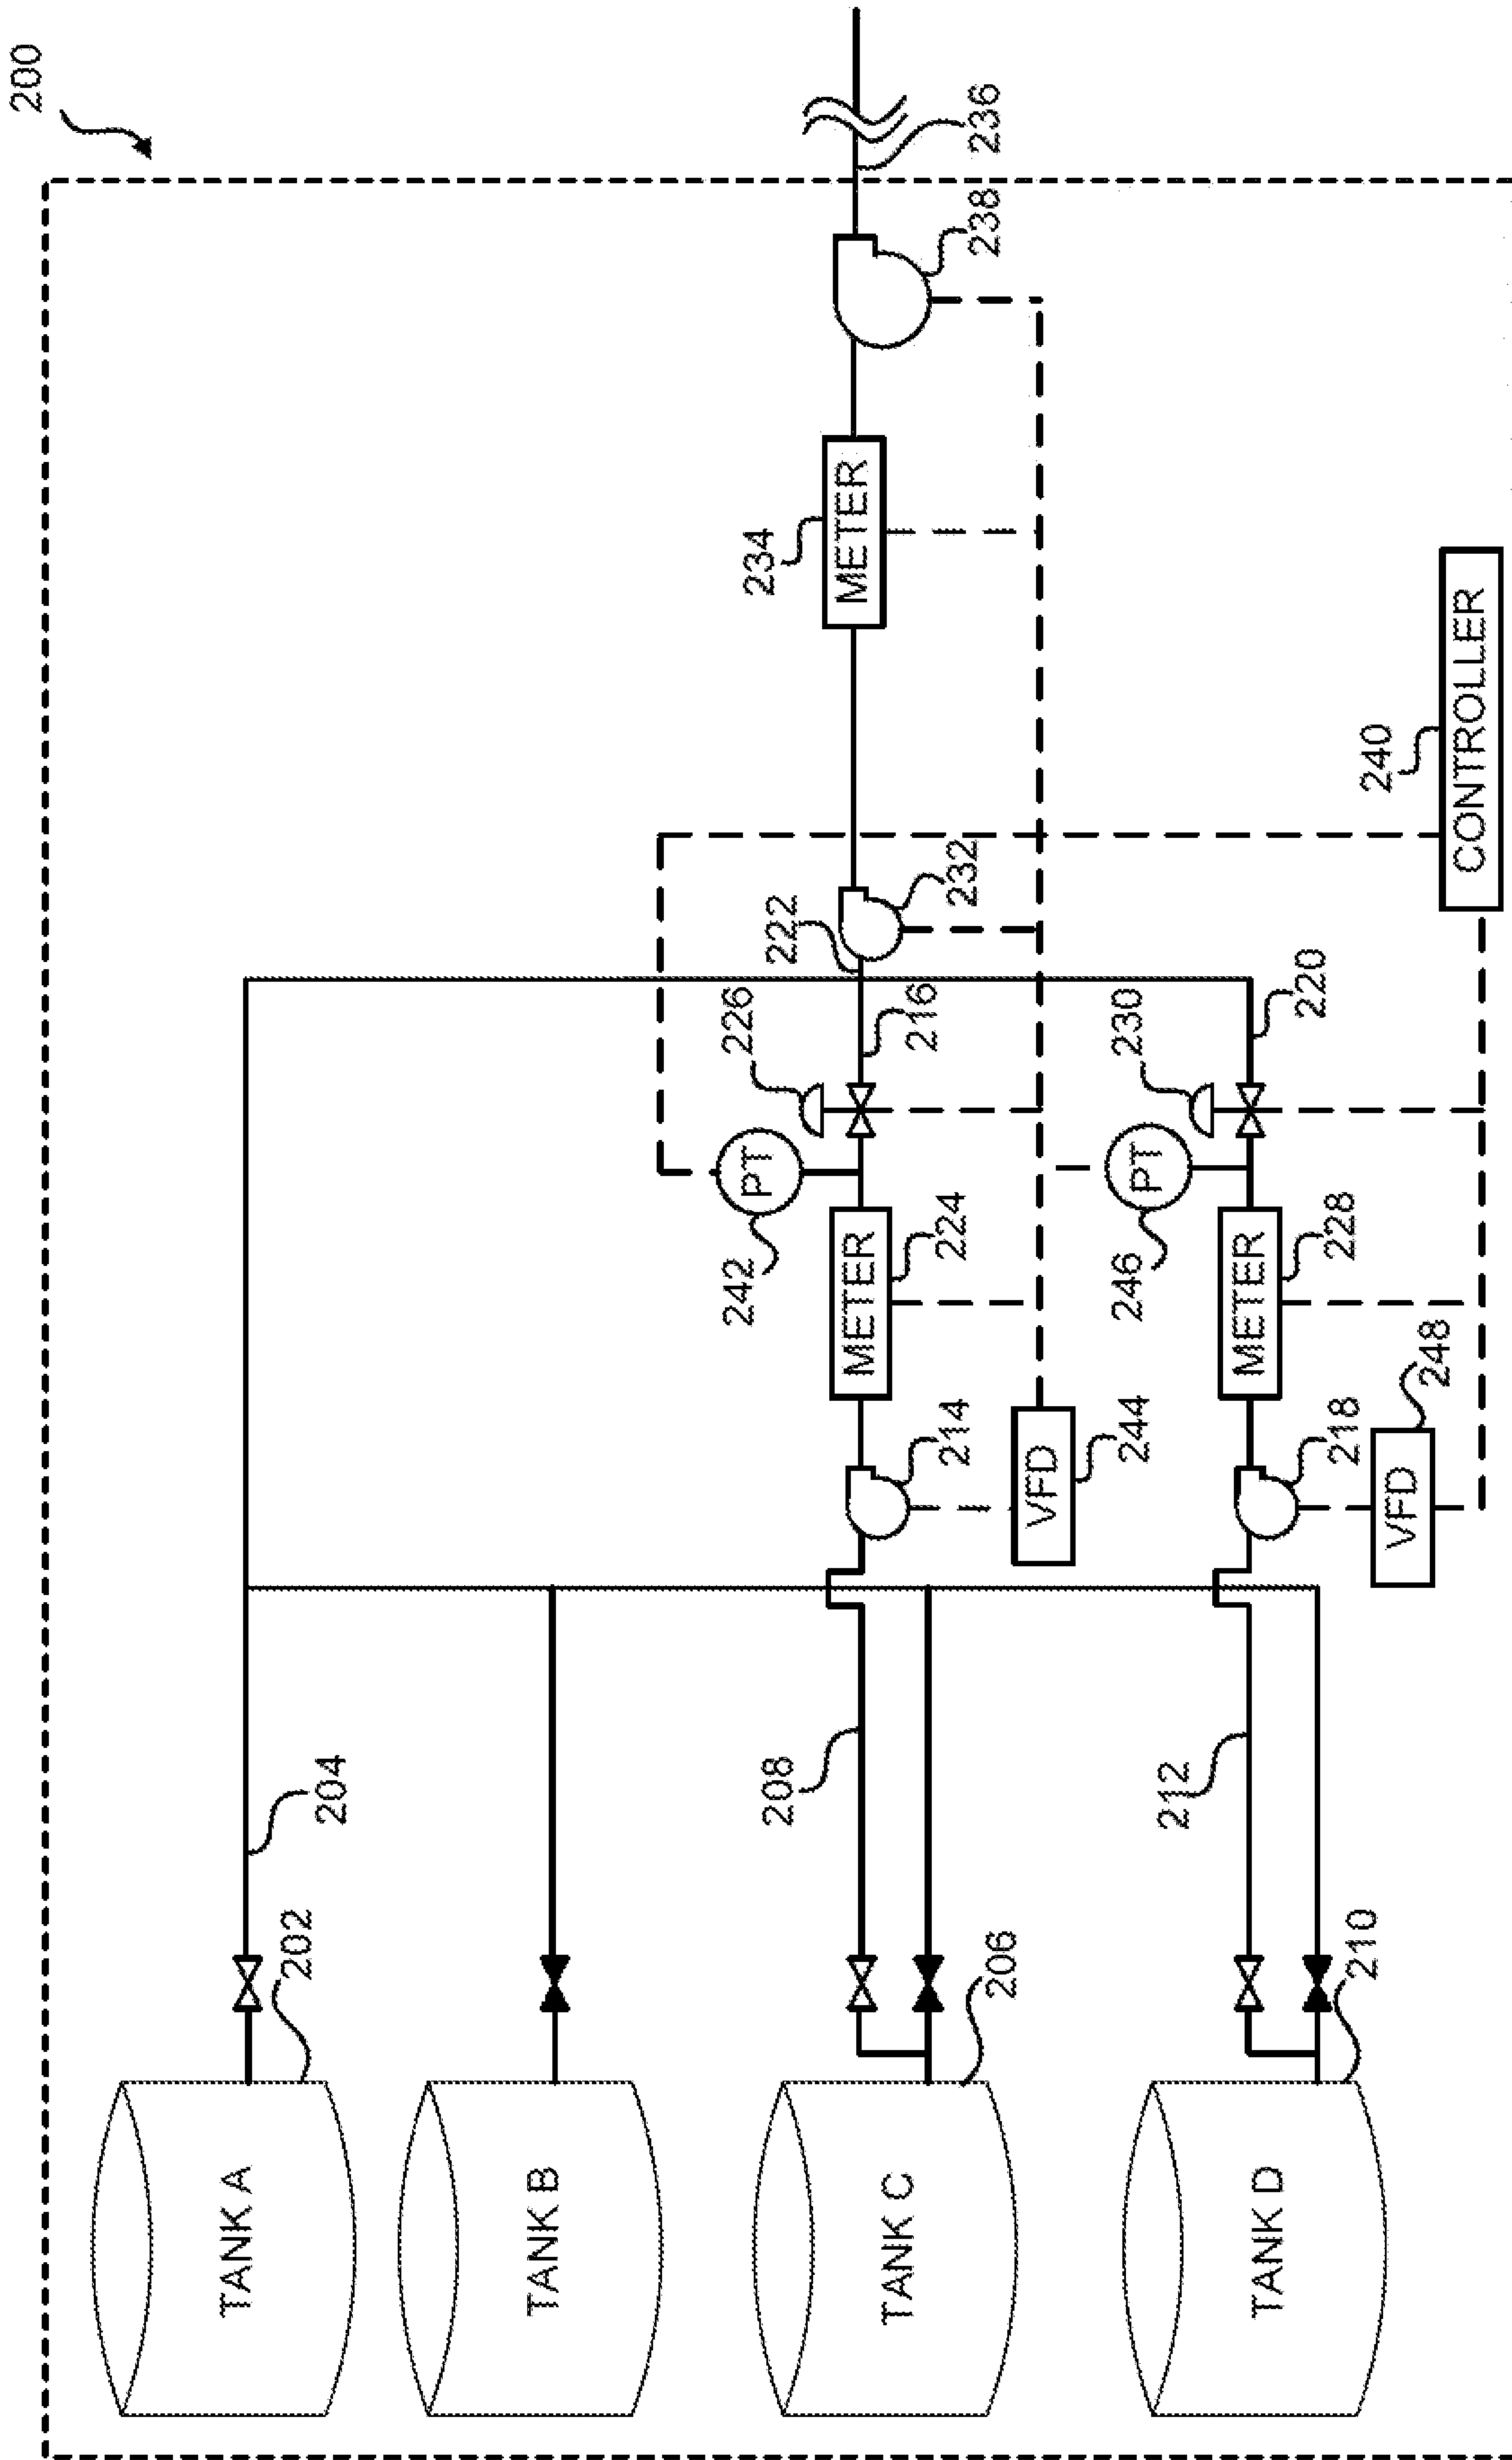 200
TANK A
202
204
TANK B
TANK C
206
208
214
METER
224
242
PT
226
216
222
232
METER
234
238
236
VFD
244
TANK D
210
212
218
METER
228
246
PT
230
220
VFD
248
240
CONTROLLER